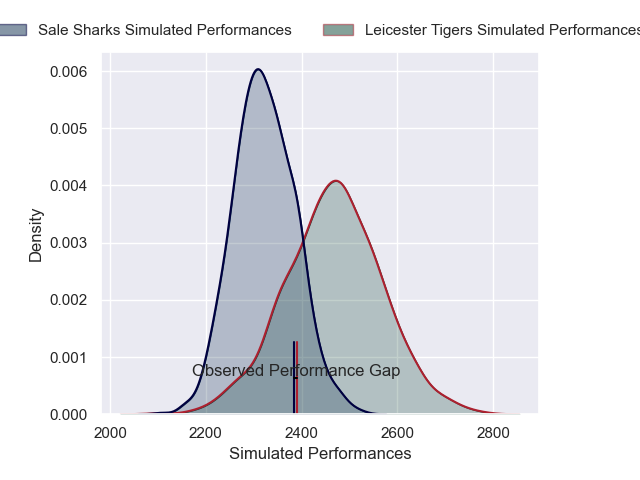 Sale Sharks Simulated Performances
Leicester Tigers Simulated Performances
0.006
0.005
0.004
0.003
0.002
0.001
0.000
Density
Observed Performance Gap
2000 2200 2400 2600 2800
Simulated Performances